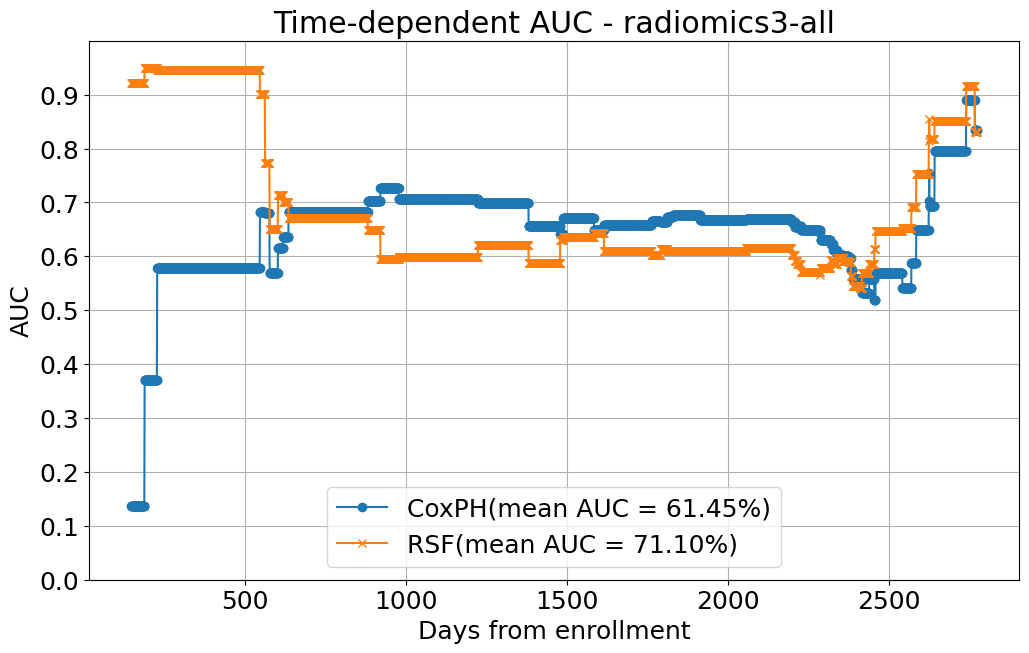 Time-dependent AUC - radiomics3-all
AUC
0.9
0.8
0.7
0.6
0.5
0.4
0.3
0.2
0.1
0.0
CoxPH(mean AUC = 61.45%)
RSF(mean AUC = 71.10%)
500 1000 1500 2000 2500
Days from enrollment